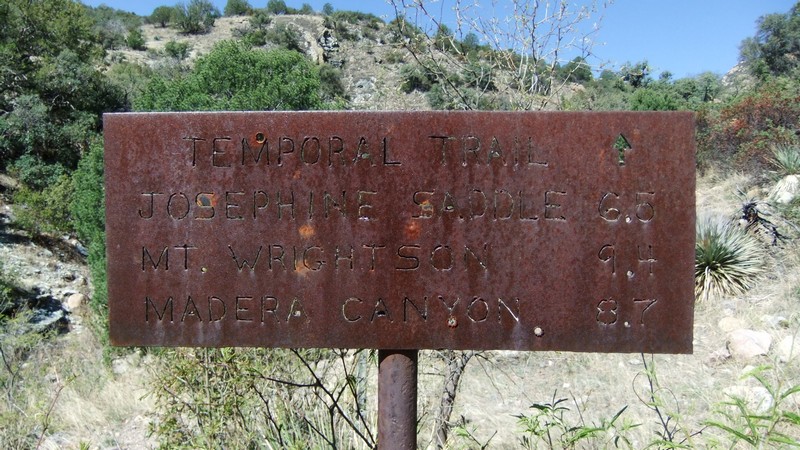 TEMPORAL TRAIL ↑
JOSEPHINE SADDLE 6.5
MT. WRIGHTSON 9.4
MADERA CANYON 8.7